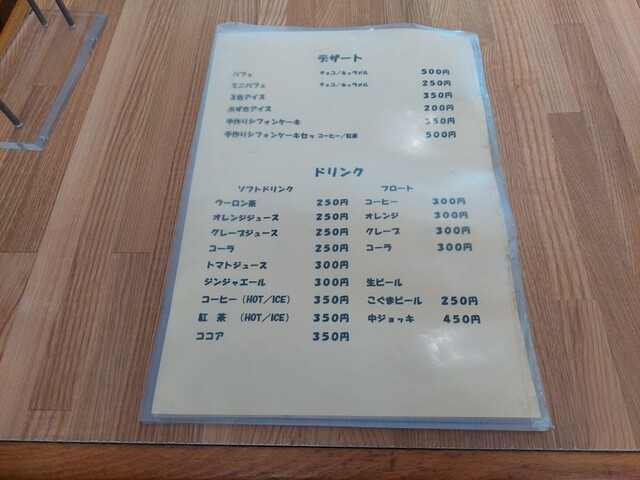 デザート
パフェ チョコ/キャラメル 500円
ミニパフェ チョコ/キャラメル 250円
3色アイス 350円
みずきアイス 200円
手作りシフォンケーキ 350円
手作りシフォンケーキセッ コーヒー/紅茶 500円
ドリンク
ソフトドリンク フロート
ウーロン茶 250円 コーヒー 300円
オレンジジュース 250円 オレンジ 300円
グレープジュース 250円 グレープ 300円
コーラ 250円 コーラ 300円
トマトジュース 300円
ジンジャエール 300円 生ビール
コーヒー(HOT/ICE) 350円 こぐまビール 250円
紅 茶 (HOT/ICE) 350円 中ジョッキ 450円
ココア 350円